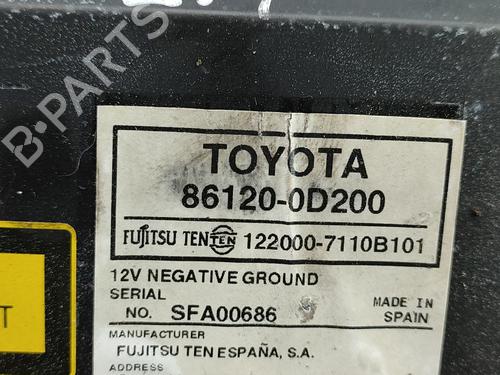 TOYOTA
86120-0D200
FUJITSU TEN TEN 122000-7110B101
12V NEGATIVE GROUND
SERIAL
NO. SFA00686
MADE IN
SPAIN
MANUFACTURER
FUJITSU TEN ESPAÑA, S.A.
ADDRESS
B-PARTS